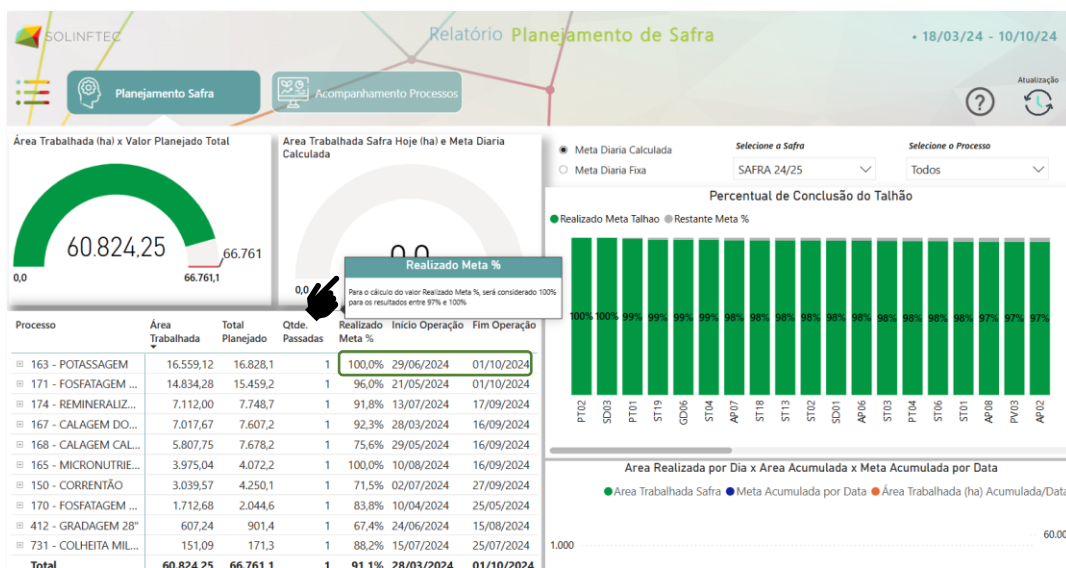 SOLINFTEC
Relatório Planejamento de Safra
• 18/03/24 - 10/10/24
Planejamento Safra
Acompanhamento Processos
?
Atualização
Área Trabalhada (ha) x Valor Planejado Total
60.824,25
66.761
0,0
66.761,1
Area Trabalhada Safra Hoje (ha) e Meta Diaria
Calculada
0,0
Realizado Meta %
Para o cálculo do valor Realizado Meta %, será considerado 100%
para os resultados entre 97% e 100%
Meta Diaria Calculada
Meta Diaria Fixa
Selecione a Safra
SAFRA 24/25
Selecione o Processo
Todos
Percentual de Conclusão do Talhão
Realizado Meta Talhao Restante Meta %
100% 100% 99% 99% 99% 99% 98% 98% 98% 98% 98% 98% 98% 98% 98% 98% 97% 97% 97%
PT02 SD03 PT01 ST19 GD06 ST04 AP07 ST18 ST13 ST02 SD01 AP06 ST03 PT04 ST06 ST01 AP08 PV03 AP02
Processo Área Trabalhada Total Planejado Qtde. Passadas Realizado Meta % Início Operação Fim Operação
163 - POTASSAGEM 16.559,12 16.828,1 1 100,0% 29/06/2024 01/10/2024
171 - FOSFATAGEM ... 14.834,28 15.459,2 1 96,0% 21/05/2024 01/10/2024
174 - REMINERALIZ... 7.112,00 7.748,7 1 91,8% 13/07/2024 17/09/2024
167 - CALAGEM DO... 7.017,67 7.607,2 1 92,3% 28/03/2024 16/09/2024
168 - CALAGEM CAL... 5.807,75 7.678,2 1 75,6% 29/05/2024 16/09/2024
165 - MICRONUTRIE... 3.975,04 4.072,2 1 100,0% 10/08/2024 16/09/2024
150 - CORRENTÃO 3.039,57 4.250,1 1 71,5% 02/07/2024 27/09/2024
170 - FOSFATAGEM ... 1.712,68 2.044,6 1 83,8% 10/04/2024 25/05/2024
412 - GRADAGEM 28" 607,24 901,4 1 67,4% 24/06/2024 15/08/2024
731 - COLHEITA MIL... 151,09 171,3 1 88,2% 15/07/2024 25/07/2024
Total 60.824,25 66.761,1 1 91,1% 28/03/2024 01/10/2024
Area Realizada por Dia x Area Acumulada x Meta Acumulada por Data
Area Trabalhada Safra Meta Acumulada por Data Área Trabalhada (ha) Acumulada/Data
1.000
60.00